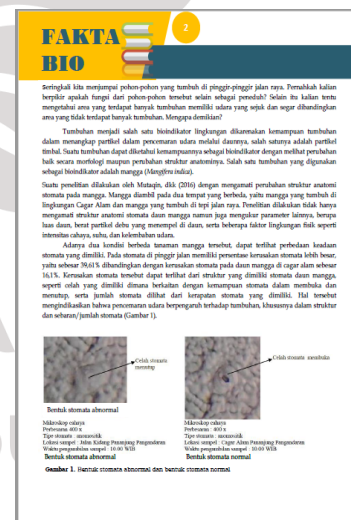 2
FAKTA
BIO
Seringkali kita menjumpai pohon-pohon yang tumbuh di pinggir-pinggir jalan raya. Pernahkah kalian
berpikir apakah fungsi dari pohon-pohon tersebut selain sebagai peneduh? Selain itu kalian tentu
mengetahui area yang terdapat banyak tumbuhan memiliki udara yang sejuk dan segar dibandingkan
area yang tidak terdapat banyak tumbuhan. Mengapa demikian?
Tumbuhan menjadi salah satu bioindikator lingkungan dikarenakan kemampuan tumbuhan
dalam menangkap partikel dalam pencemaran udara melalui daunnya, salah satunya adalah partikel
timbal. Suatu tumbuhan dapat diketahui kemampuannya sebagai bioindikator dengan melihat perubahan
baik secara morfologi maupun perubahan struktur anatominya. Salah satu tumbuhan yang digunakan
sebagai bioindikator adalah mangga (Mangifera indica).
Suatu penelitian dilakukan oleh Mutaqin, dkk (2016) dengan mengamati perubahan struktur anatomi
stomata pada mangga. Mangga diambil pada dua tempat yang berbeda, yaitu mangga yang tumbuh di
lingkungan Cagar Alam dan mangga yang tumbuh di tepi jalan raya. Penelitian dilakukan tidak hanya
mengamati struktur anatomi stomata daun mangga namun juga mengukur parameter lainnya, berupa
luas daun, berat partikel debu yang menempel di daun, serta beberapa faktor lingkungan fisik seperti
intensitas cahaya, suhu, dan kelembaban udara.
Adanya dua kondisi berbeda tanaman mangga tersebut, dapat terlihat perbedaan keadaan
stomata yang dimiliki. Pada stomata di pinggir jalan memiliki persentase kerusakan stomata lebih besar,
yaitu sebesar 39,61% dibandingkan dengan kerusakan stomata pada daun mangga di cagar alam sebesar
16,1%. Kerusakan stomata tersebut dapat terlihat dari struktur yang dimiliki stomata daun mangga,
seperti celah yang dimiliki dimana berkaitan dengan kemampuan stomata dalam membuka dan
menutup, serta jumlah stomata dilihat dari kerapatan stomata yang dimiliki. Hal tersebut
mengindikasikan bahwa pencemaran udara berpengaruh terhadap tumbuhan, khususnya dalam struktur
dan sebaran/jumlah stomata (Gambar 1).
Celah stomata
menutup
Celah stomata membuka
Bentuk stomata abnormal
Mikroskop cahaya
Perbesaran 400 x
Tipe stomata : anomositik
Lokasi sampel : Jalan Kidang Pananjung Pangandaran
Waktu pengambilan sampel : 10.00 WIB
Bentuk stomata abnormal
Mikroskop cahaya
Perbesaran : 400 x
Tipe stomata : anomositik
Lokasi sampel : Cagar Alam Pananjung Pangandaran
Waktu pengambilan sampel : 10.00 WIB
Bentuk stomata normal
Gambar 1. Bentuk stomata abnormal dan bentuk stomata normal